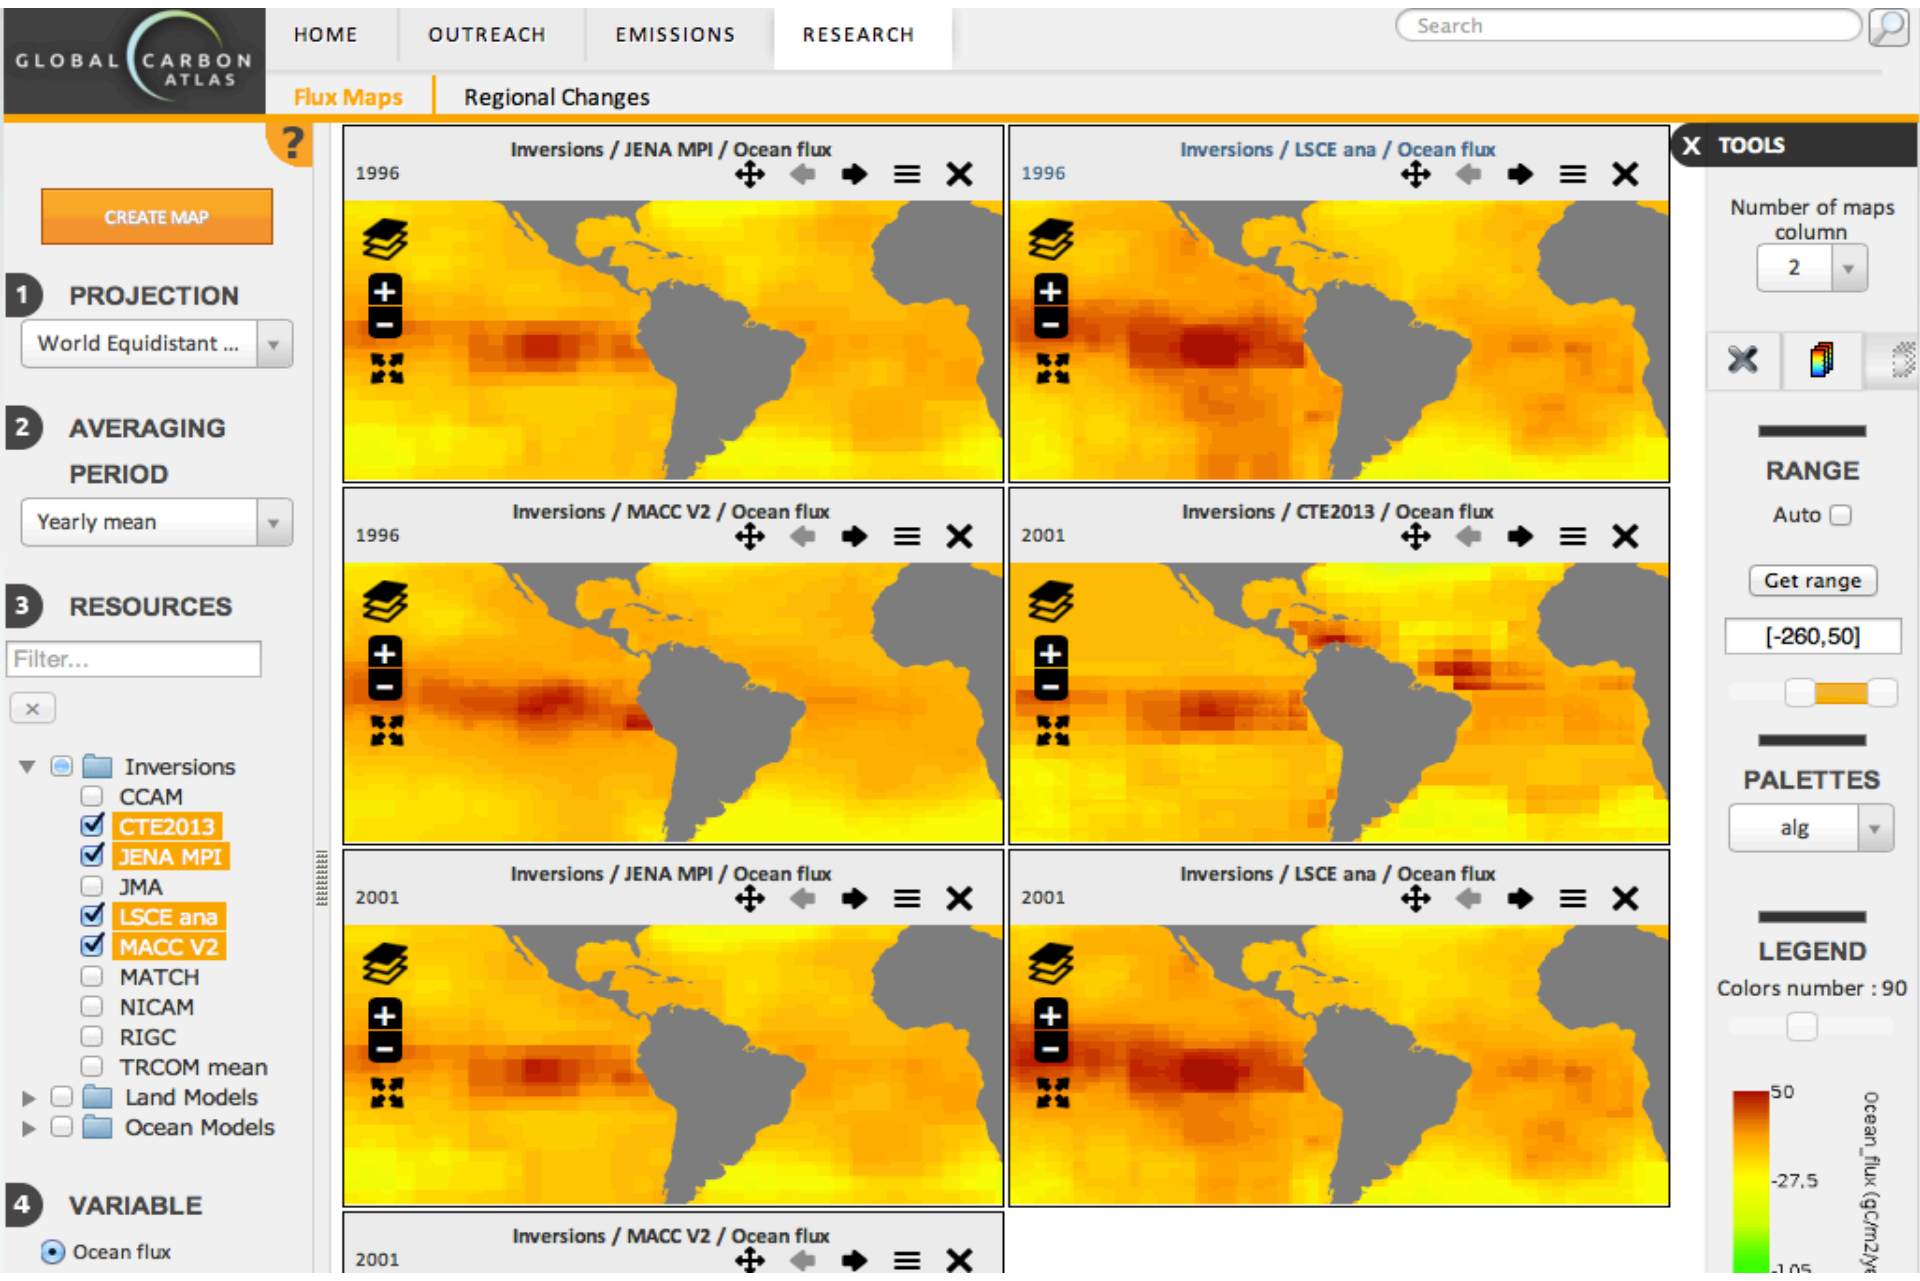 GLOBAL CARBON
ATLAS
HOME
OUTREACH
EMISSIONS
RESEARCH
Search
Flux Maps
Regional Changes
?
CREATE MAP
1 PROJECTION
World Equidistant ...
2 AVERAGING
PERIOD
Yearly mean
3 RESOURCES
Filter...
Inversions
CCAM
CTE2013
JENA MPI
JMA
LSCE ana
MACC V2
MATCH
NICAM
RIGC
TRCOM mean
Land Models
Ocean Models
4 VARIABLE
Ocean flux
Inversions / JENA MPI / Ocean flux
1996
Inversions / LSCE ana / Ocean flux
1996
Inversions / MACC V2 / Ocean flux
1996
Inversions / CTE2013 / Ocean flux
2001
Inversions / JENA MPI / Ocean flux
2001
Inversions / LSCE ana / Ocean flux
2001
Inversions / MACC V2 / Ocean flux
2001
X TOOLS
Number of maps
column
2
RANGE
Auto
Get range
[-260,50]
PALETTES
alg
LEGEND
Colors number : 90
50
-27,5
-105
Ocean_flux (gC/m2/ye